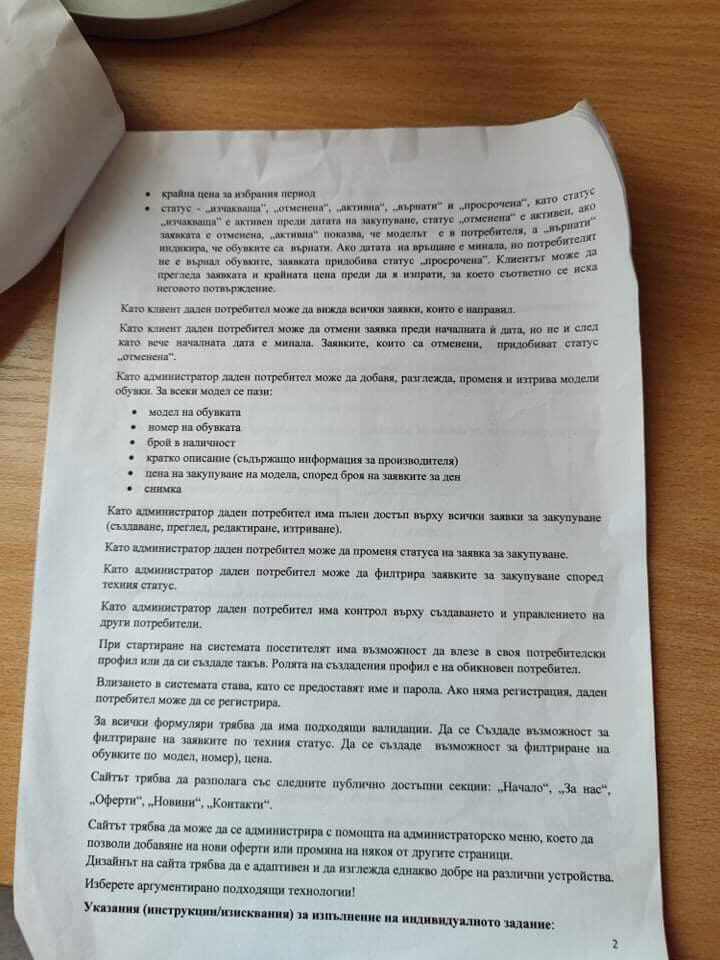 • крайна цена за избрания период
• статус - „изчакваща”, „отменена“, „активна“, „върнати“ и „просрочена“, като статус
„изчакваща” е активен преди датата на закупуване, статус „отменена“ е активен, ако
заявката е отменена, „активна“ показва, че моделът е в потребителя, а „върнати“
индикира, че обувките са върнати. Ако датата на връщане е минала, но потребителят
не е върнал обувките, заявката придобива статус „просрочена“. Клиентът може да
прегледа заявката и крайната цена преди да я изпрати, за което съответно се иска
неговото потвърждение.
Като клиент даден потребител може да вижда всички заявки, които е направил.
Като клиент даден потребител може да отмени заявка преди началната ѝ дата, но не и след
като вече началната дата е минала. Заявките, които са отменени, придобиват статус
„отменена“.
Като администратор даден потребител може да добавя, разглежда, променя и изтрива модели
обувки. За всеки модел се пази:
• модел на обувката
• номер на обувката
• брой в наличност
• кратко описание (съдържащо информация за производителя)
• цена на закупуване на модела, според броя на заявките за ден
• снимка
Като администратор даден потребител има пълен достъп върху всички заявки за закупуване
(създаване, преглед, редактиране, изтриване).
Като администратор даден потребител може да променя статуса на заявка за закупуване.
Като администратор даден потребител може да филтрира заявките за закупуване според
техния статус.
Като администратор даден потребител има контрол върху създаването и управлението на
други потребители.
При стартиране на системата посетителят има възможност да влезе в своя потребителски
профил или да си създаде такъв. Ролята на създадения профил е на обикновен потребител.
Влизането в системата става, като се предоставят име и парола. Ако няма регистрация, даден
потребител може да се регистрира.
За всички формуляри трябва да има подходящи валидации. Да се Създаде възможност за
филтриране на заявките по техния статус. Да се създаде възможност за филтриране на
обувките по модел, номер), цена.
Сайтът трябва да разполага със следните публично достъпни секции: „Начало“, „За нас“,
„Оферти“, „Новини“, „Контакти“.
Сайтът трябва да може да се администрира с помощта на администраторско меню, което да
позволи добавяне на нови оферти или промяна на някоя от другите страници.
Дизайнът на сайта трябва да е адаптивен и да изглежда еднакво добре на различни устройства.
Изберете аргументирано подходящи технологии!
Указания (инструкции/изисквания) за изпълнение на индивидуалното задание:
2